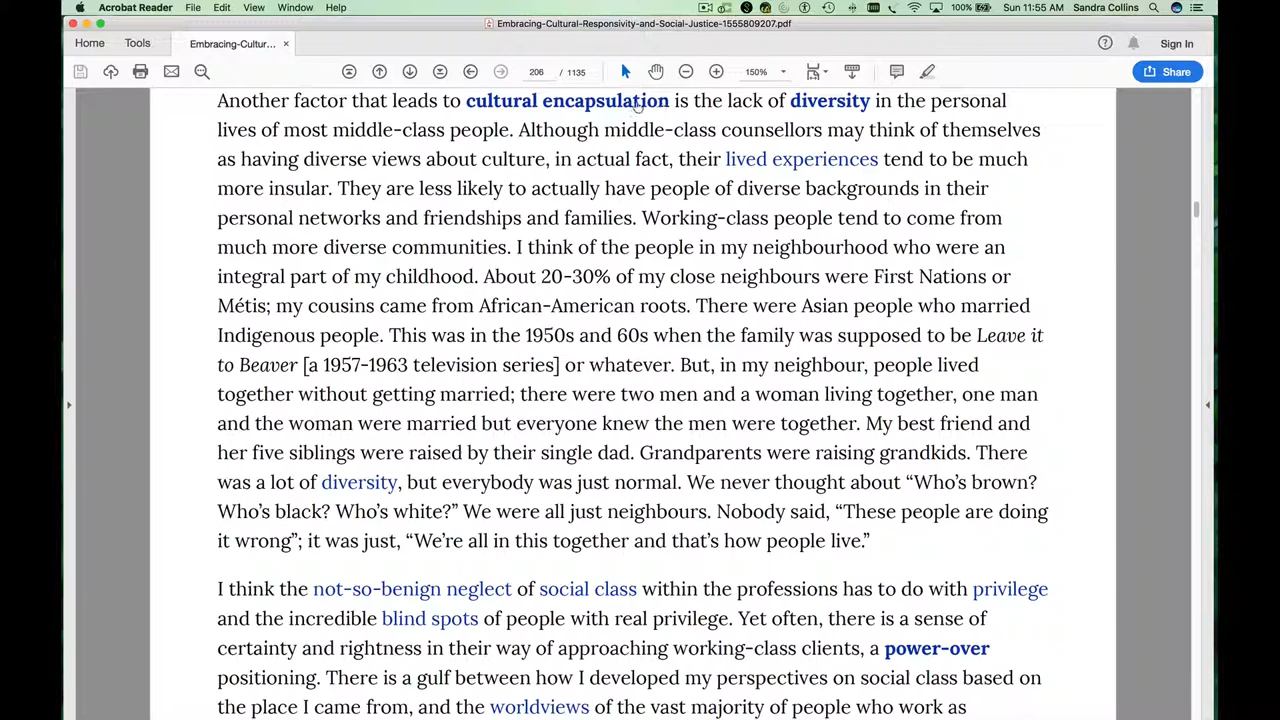 Acrobat Reader File Edit View Window Help 100% Sun 11:55 AM Sandra Collins
Embracing-Cultural-Responsivity-and-Social-Justice-1555809207.pdf
Home Tools Embracing-Cultur... × Sign In
206 / 1135 150% Share
Another factor that leads to cultural encapsulation is the lack of diversity in the personal
lives of most middle-class people. Although middle-class counsellors may think of themselves
as having diverse views about culture, in actual fact, their lived experiences tend to be much
more insular. They are less likely to actually have people of diverse backgrounds in their
personal networks and friendships and families. Working-class people tend to come from
much more diverse communities. I think of the people in my neighbourhood who were an
integral part of my childhood. About 20-30% of my close neighbours were First Nations or
Métis; my cousins came from African-American roots. There were Asian people who married
Indigenous people. This was in the 1950s and 60s when the family was supposed to be Leave it
to Beaver [a 1957-1963 television series] or whatever. But, in my neighbour, people lived
together without getting married; there were two men and a woman living together, one man
and the woman were married but everyone knew the men were together. My best friend and
her five siblings were raised by their single dad. Grandparents were raising grandkids. There
was a lot of diversity, but everybody was just normal. We never thought about “Who’s brown?
Who’s black? Who’s white?” We were all just neighbours. Nobody said, “These people are doing
it wrong”; it was just, “We’re all in this together and that’s how people live.”
I think the not-so-benign neglect of social class within the professions has to do with privilege
and the incredible blind spots of people with real privilege. Yet often, there is a sense of
certainty and rightness in their way of approaching working-class clients, a power-over
positioning. There is a gulf between how I developed my perspectives on social class based on
the place I came from, and the worldviews of the vast majority of people who work as